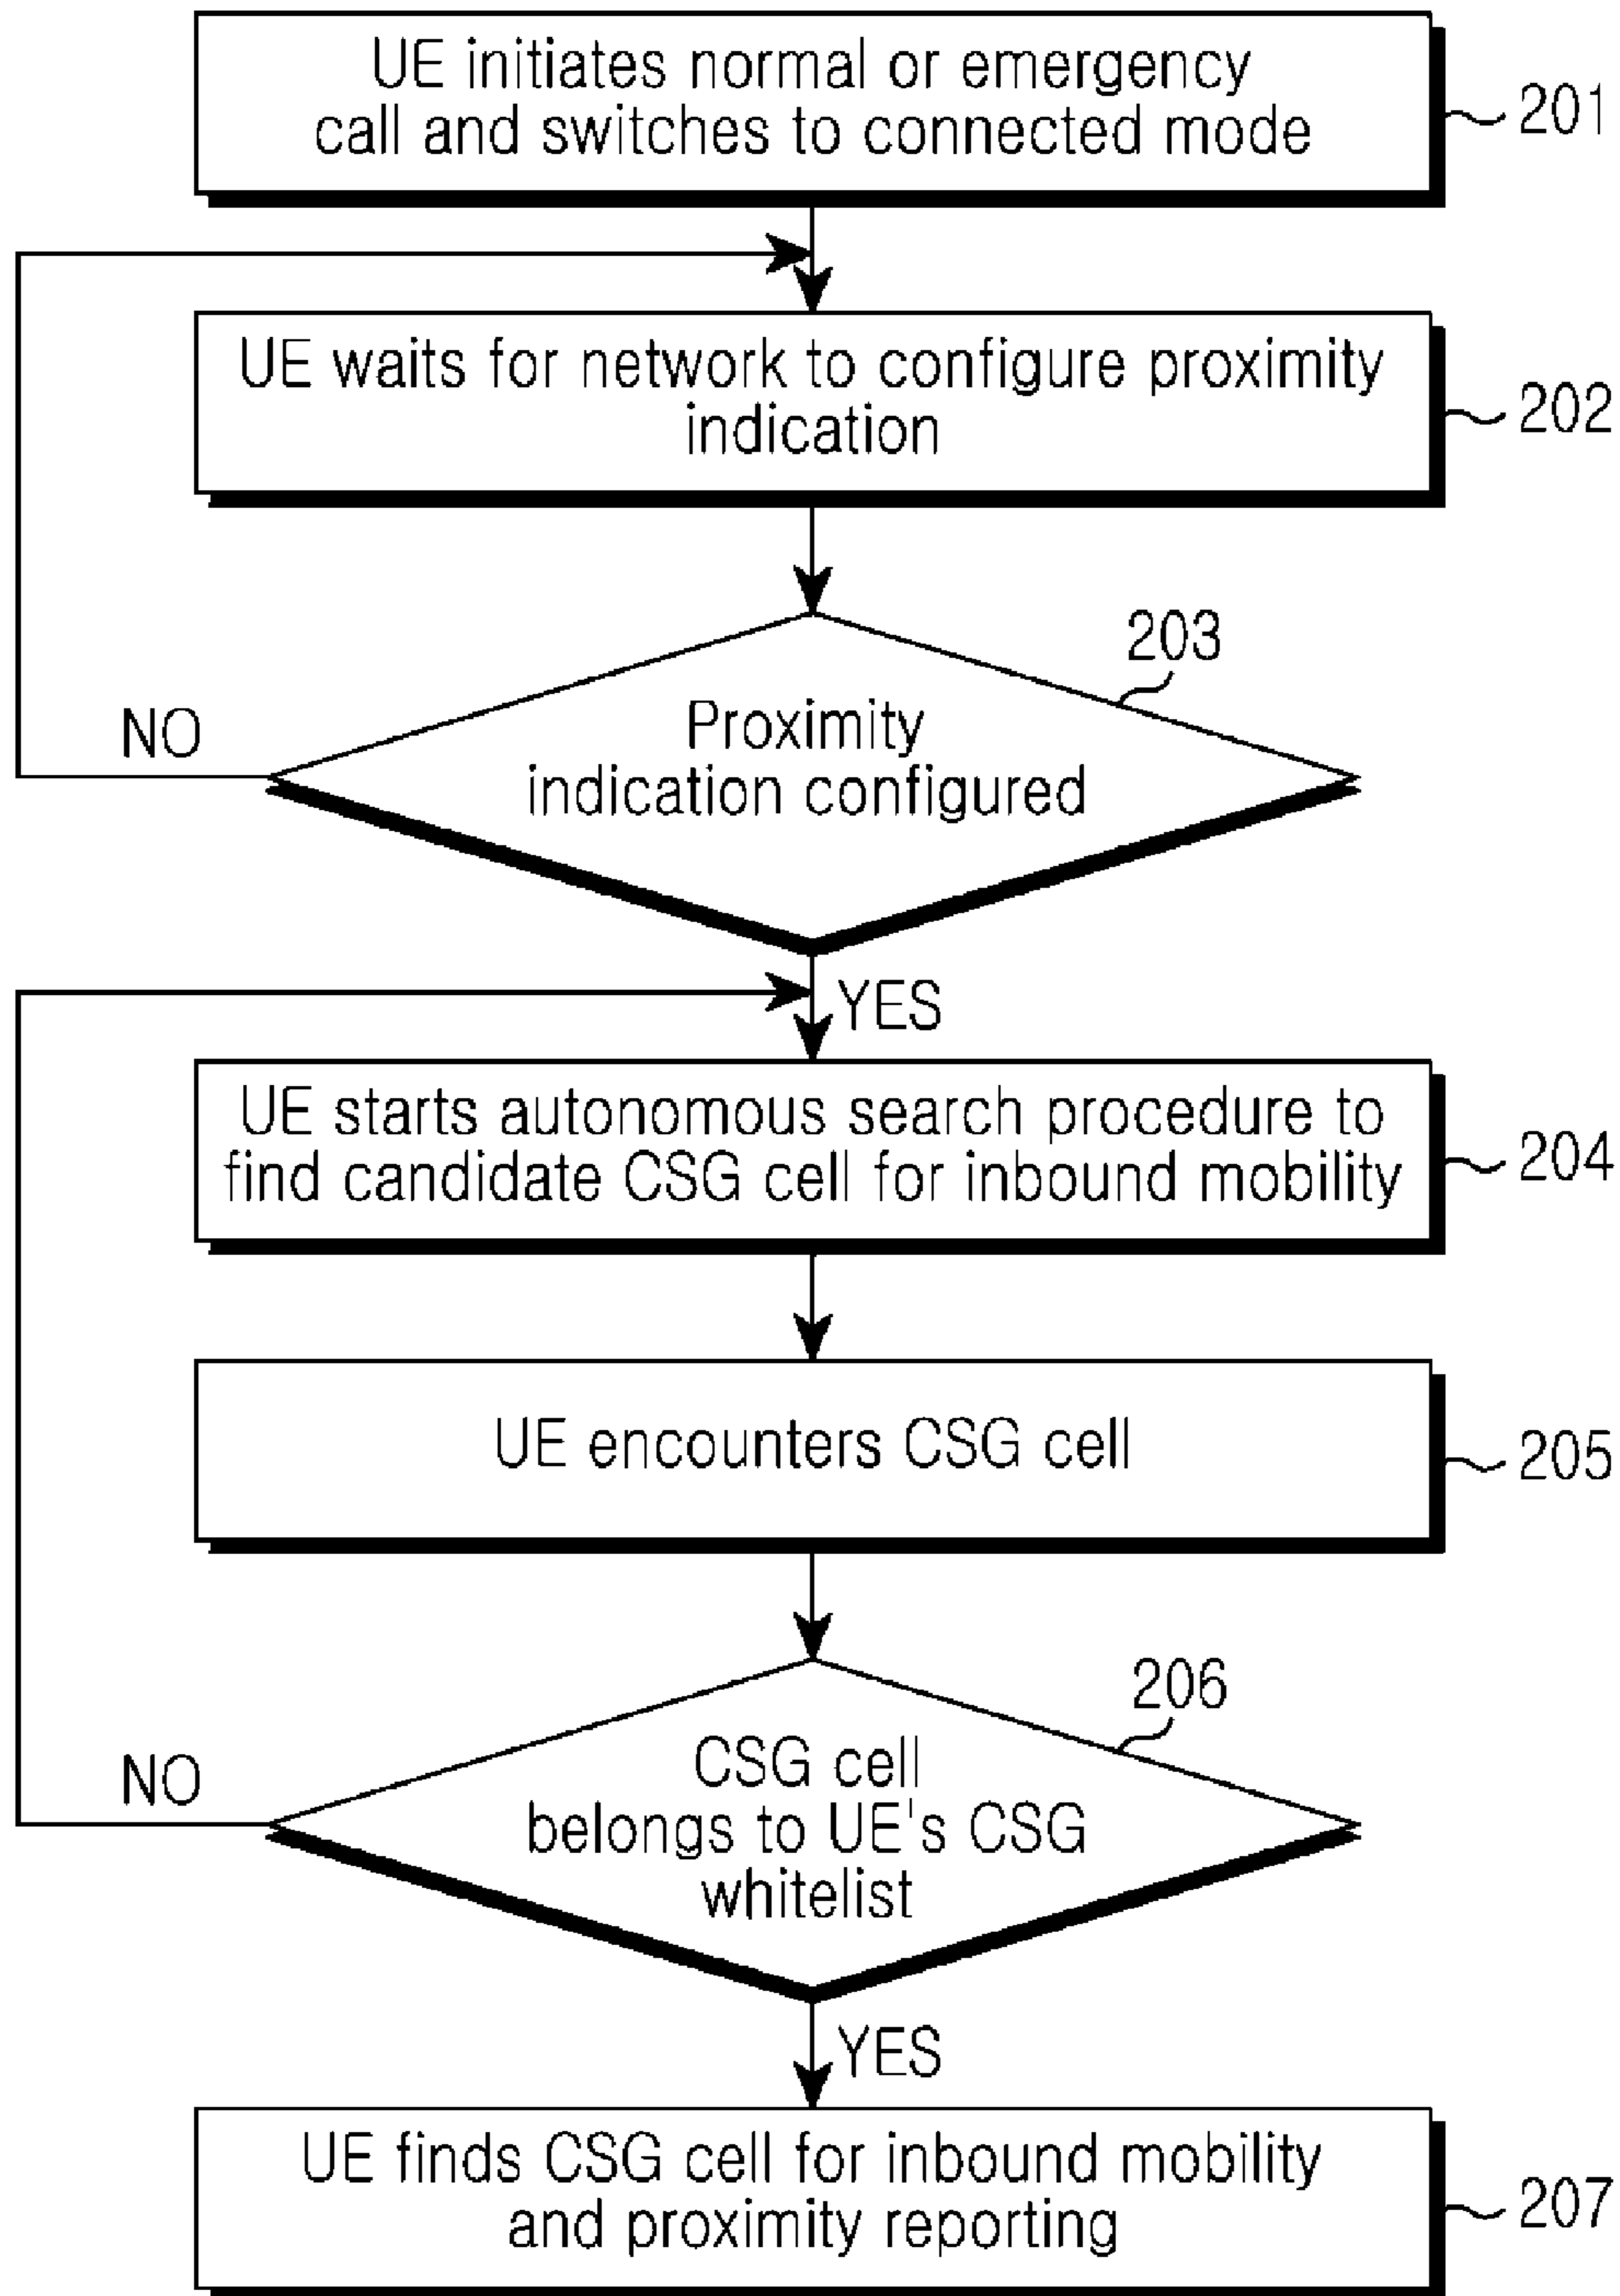 UE initiates normal or emergency
call and switches to connected mode
201
UE waits for network to configure proximity
indication
202
203
Proximity
indication configured
NO
YES
UE starts autonomous search procedure to
find candidate CSG cell for inbound mobility
204
UE encounters CSG cell
205
206
CSG cell
belongs to UE's CSG
whitelist
NO
YES
UE finds CSG cell for inbound mobility
and proximity reporting
207